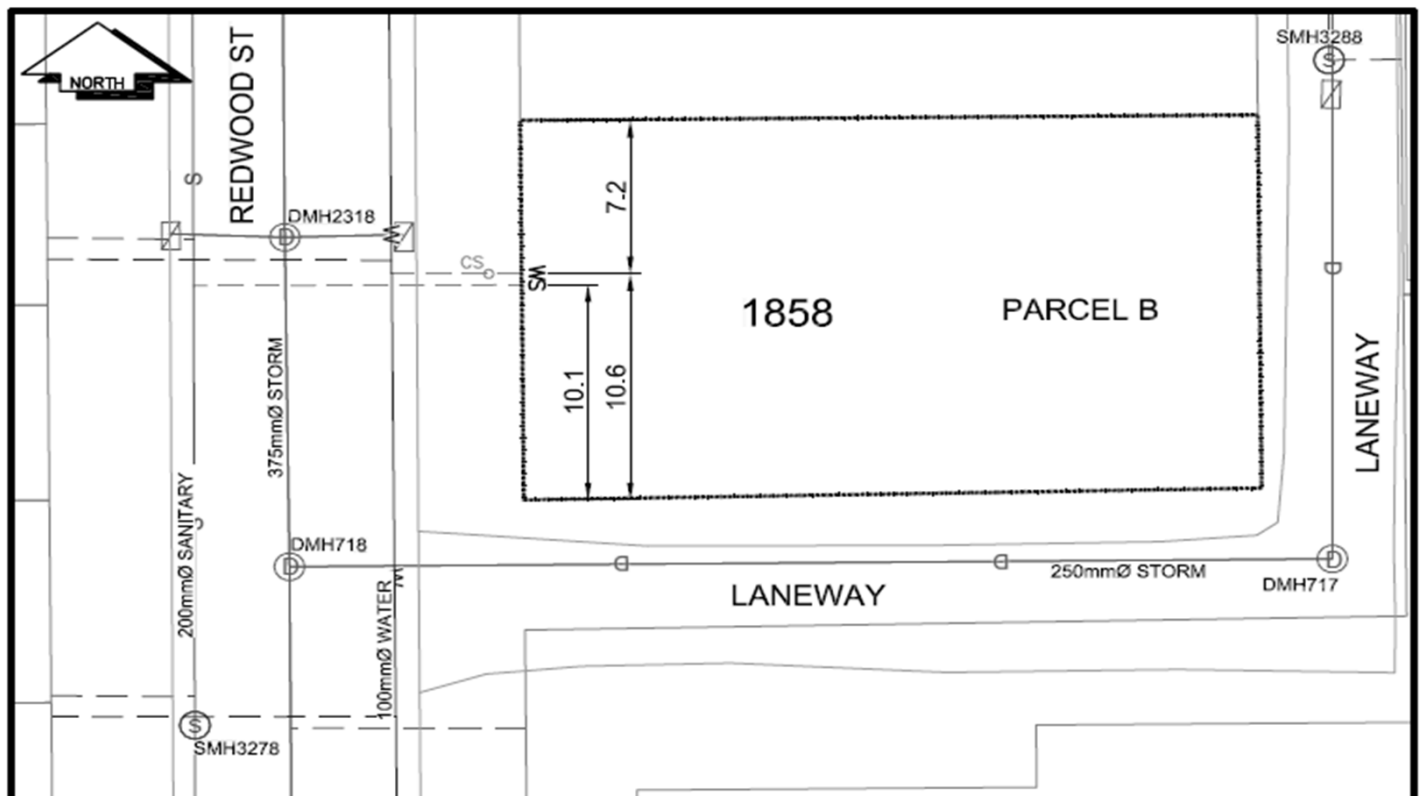 NORTH
REDWOOD ST
SMH3288
S
S
7.2
DMH2318
D
W
CS
SW
D
1858
PARCEL B
10.1
10.6
375mmØ STORM
LANEWAY
200mmØ SANITARY
S
DMH718
D
W
D
D
250mmØ STORM
D
DMH717
LANEWAY
100mmØ WATER
S
SMH3278